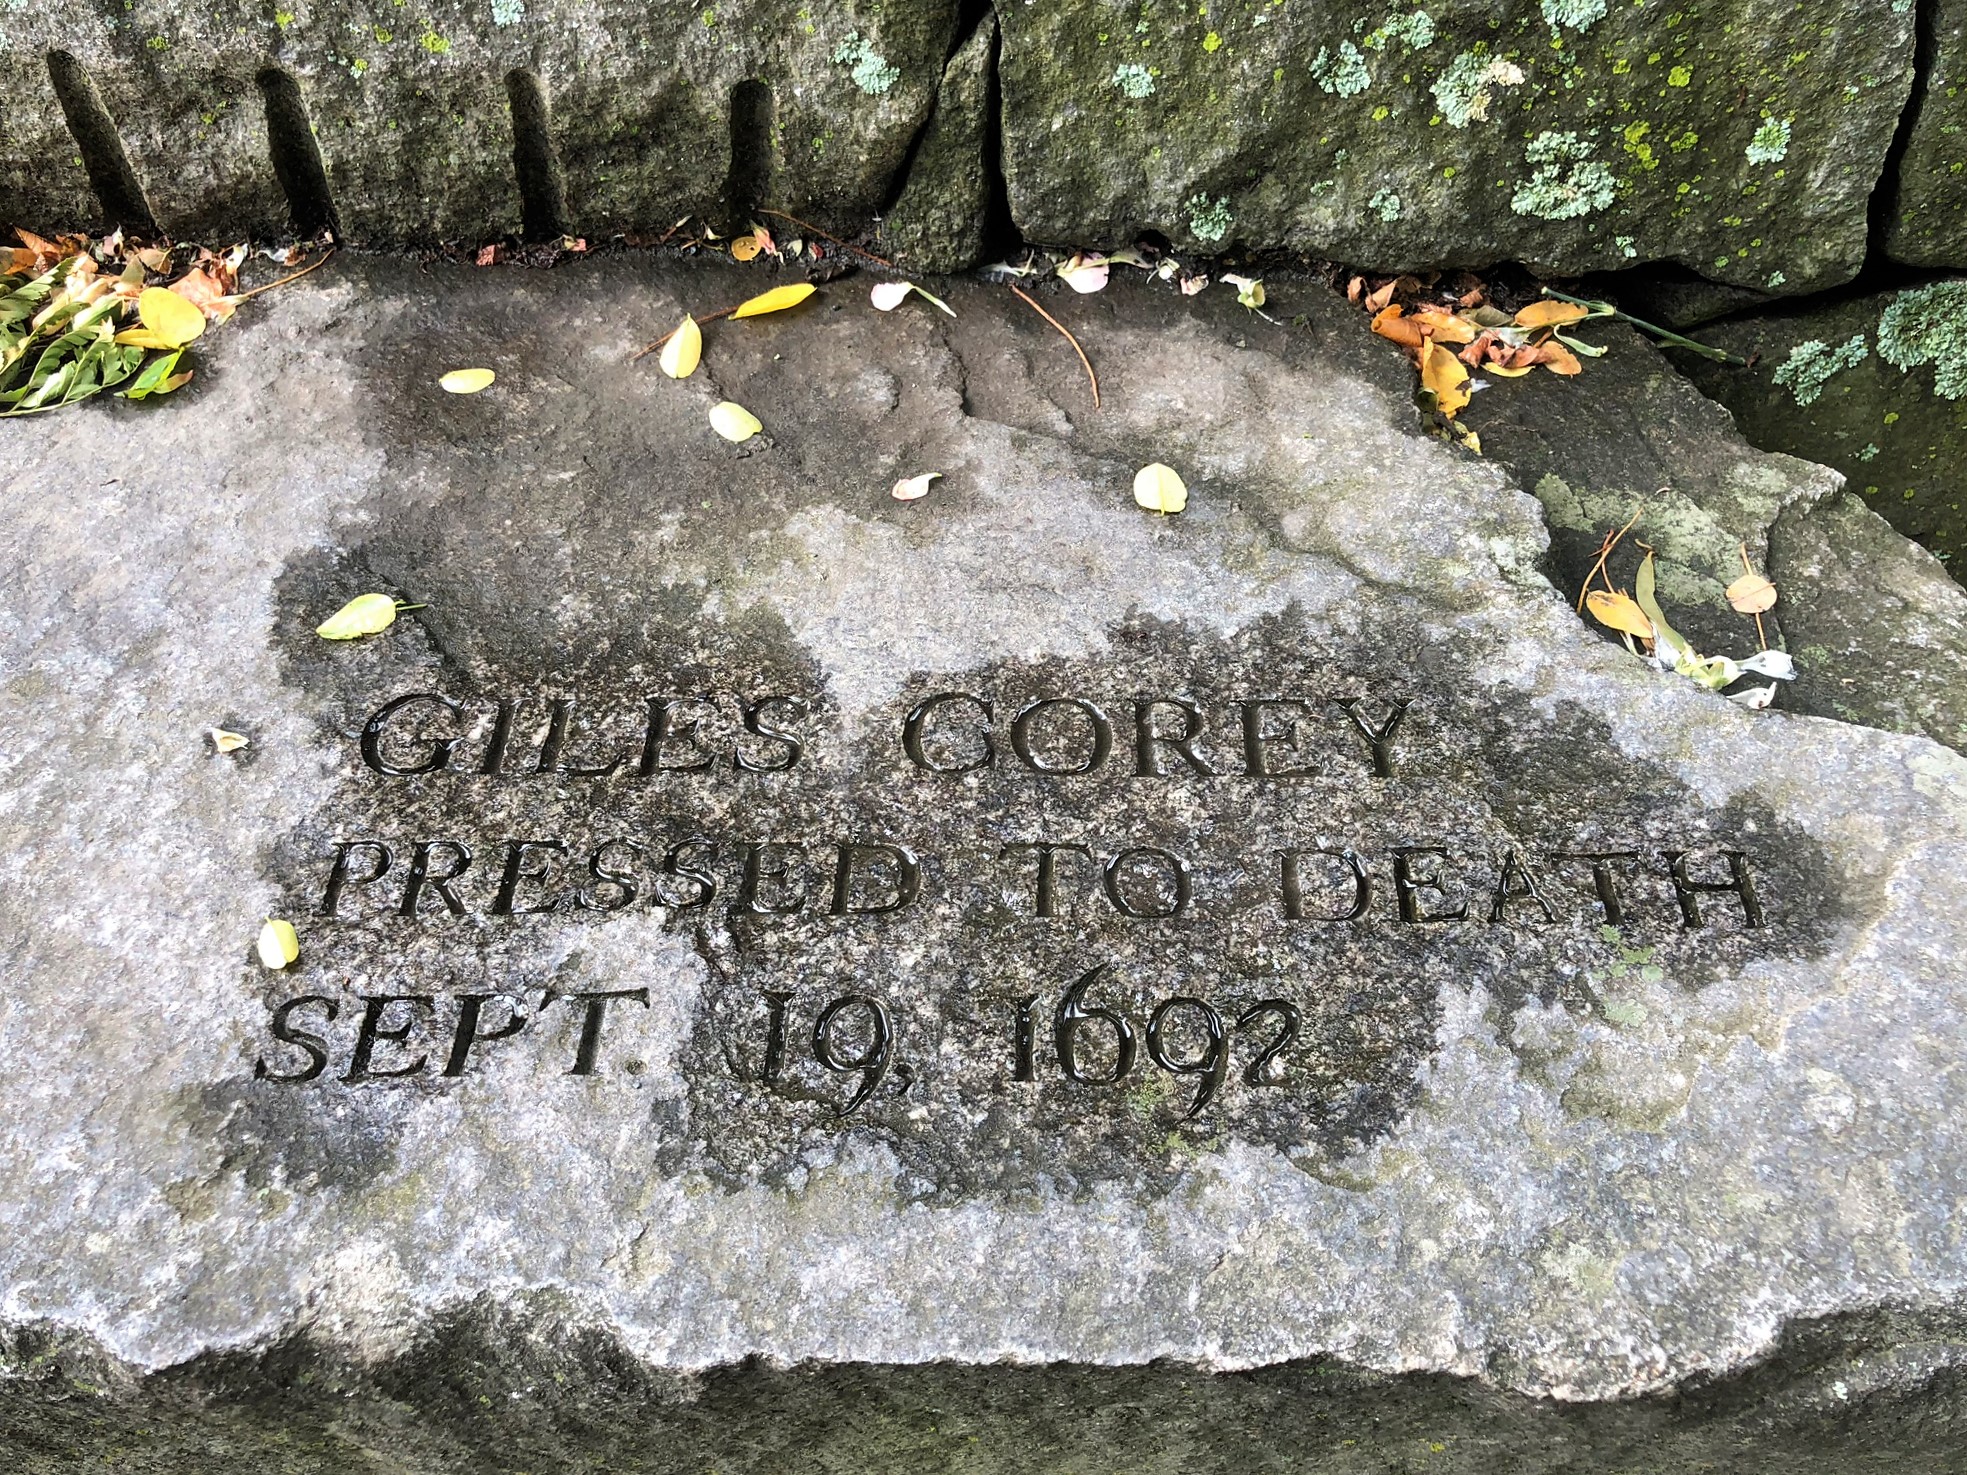 GILES COREY
PRESSED TO DEATH
SEPT. 19, 1692